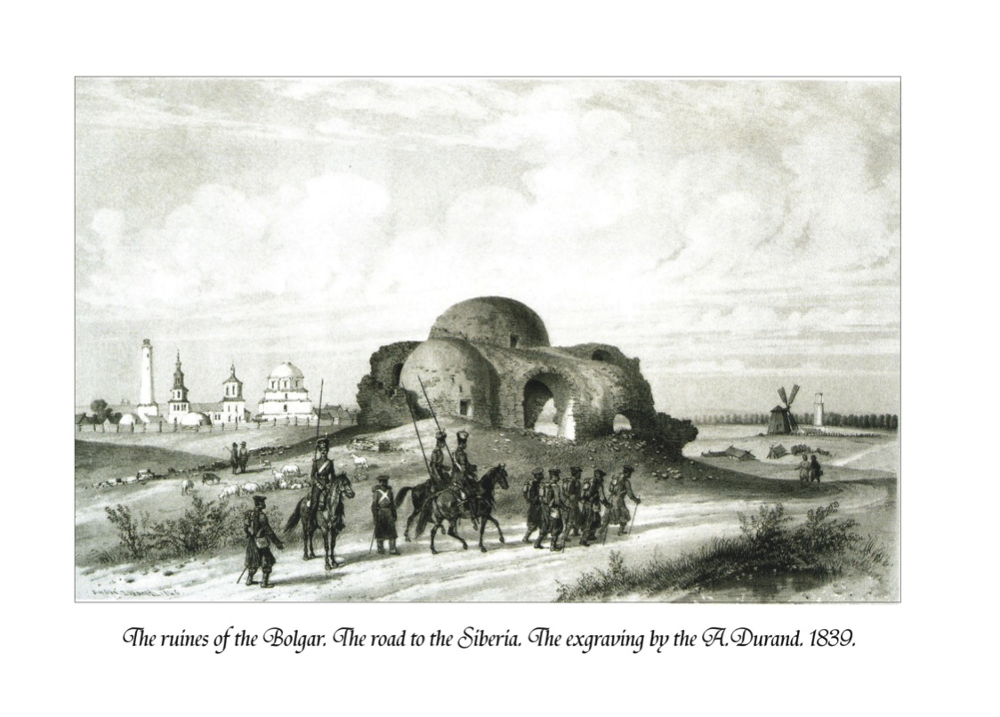 The ruines of the Bolgar. The road to the Siberia. The exgraving by the A.Durand. 1839.